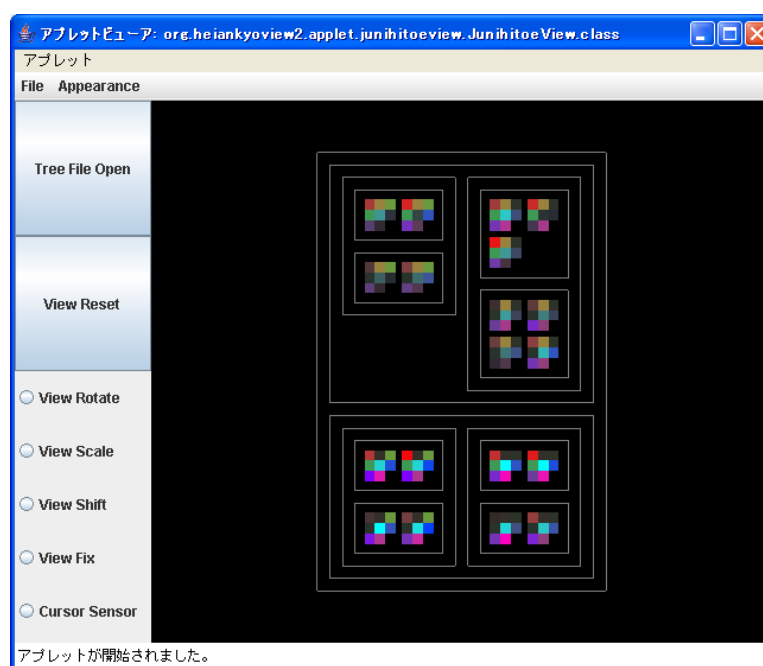 アプレットビューア: org.heiankyoview2.applet.junihitoeview.JunihitoeView.class
アプレット
File Appearance
Tree File Open
View Reset
View Rotate
View Scale
View Shift
View Fix
Cursor Sensor
アプレットが開始されました。